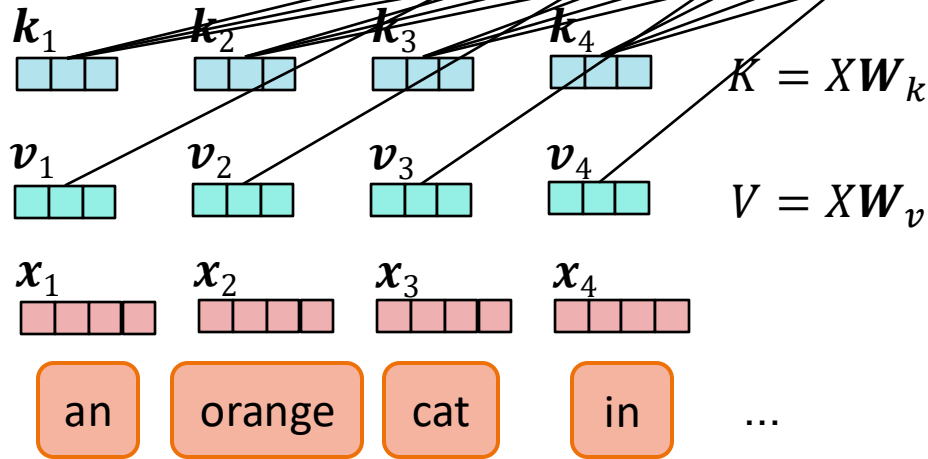 k₁ k₂ k₃ k₄ K = XWₖ
v₁ v₂ v₃ v₄ V = XWᵥ
x₁ x₂ x₃ x₄
an orange cat in ...